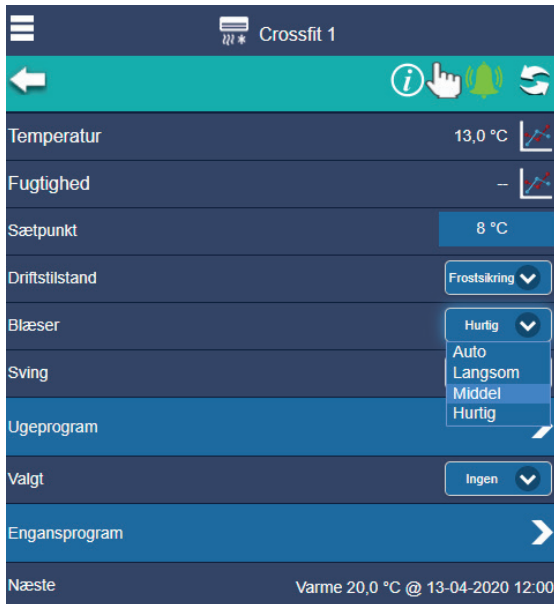 Crossfit 1
i
Temperatur 13,0 °C
Fugtighed --
Sætpunkt 8 °C
Driftstilstand Frostsikring
Blæser Hurtig
Auto
Sving Langsom
Middel
Hurtig
Ugeprogram
Valgt Ingen
Engansprogram
Næste Varme 20,0 °C @ 13-04-2020 12:00